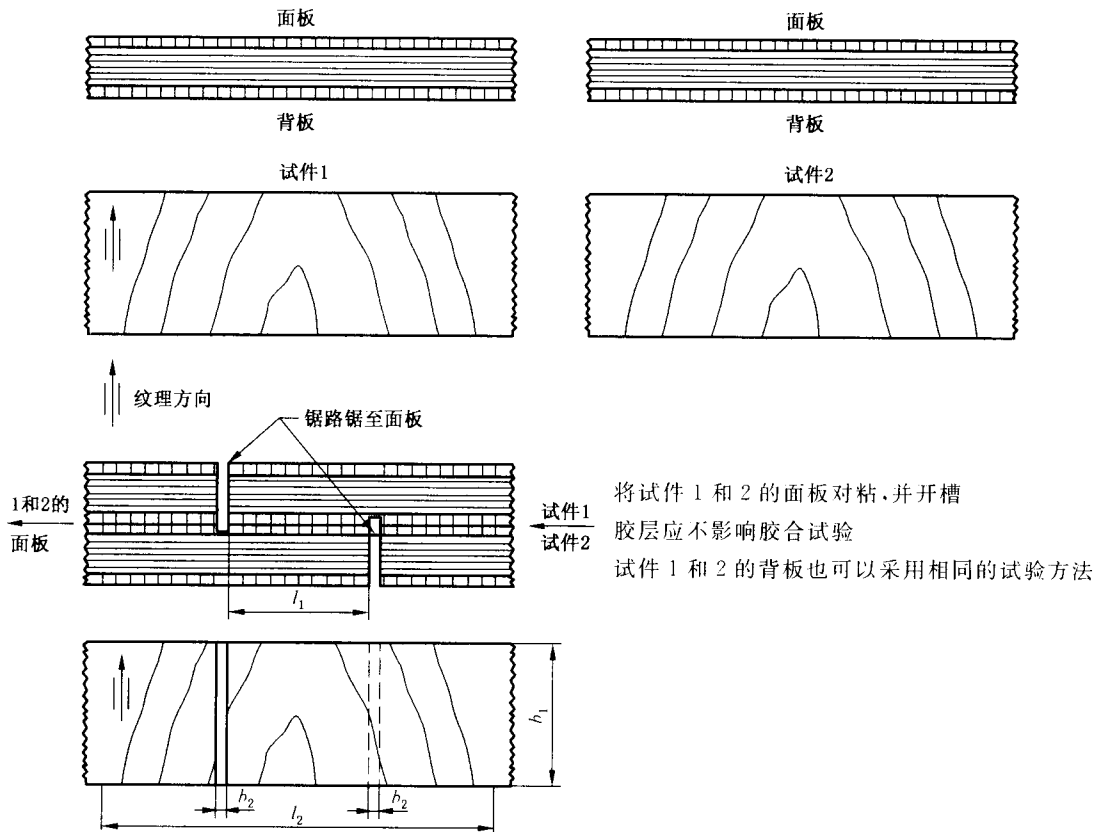 面板
面板
背板
背板
试件1
试件2
纹理方向
锯路锯至面板
1和2的
面板
试件1
试件2
将试件1和2的面板对粘,并开槽
胶层应不影响胶合试验
试件1和2的背板也可以采用相同的试验方法
l₁
b₁
b₂
b₂
l₂